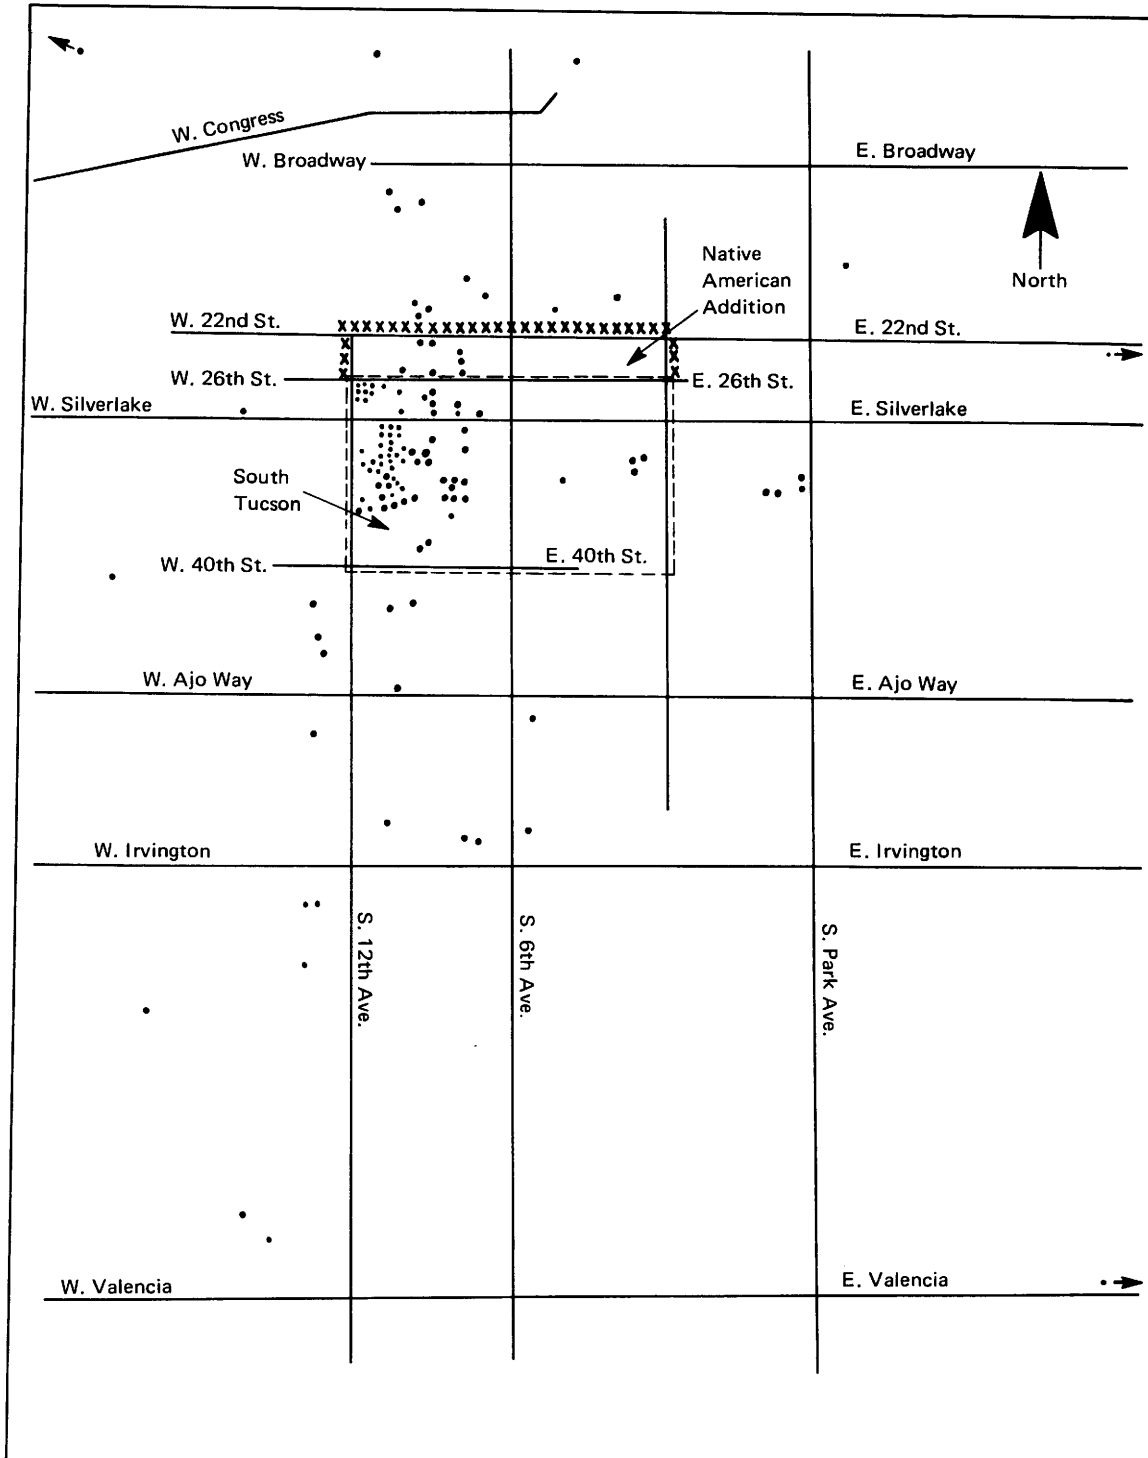 W. Congress
W. Broadway
E. Broadway
North
Native
American
Addition
W. 22nd St.
XXXXXXXXXXXXXXXXXXXXXXXXXX
E. 22nd St.
W. 26th St.
E. 26th St.
W. Silverlake
E. Silverlake
South
Tucson
W. 40th St.
E. 40th St.
W. Ajo Way
E. Ajo Way
W. Irvington
E. Irvington
S. 12th Ave.
S. 6th Ave.
S. Park Ave.
W. Valencia
E. Valencia